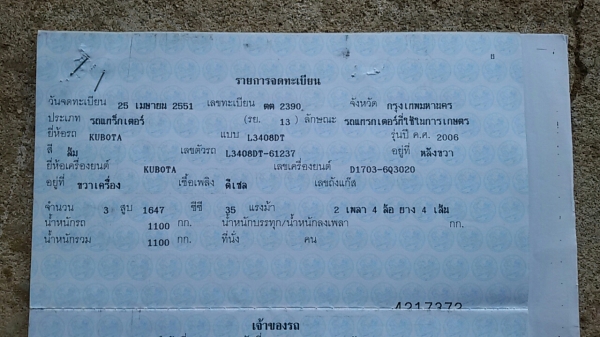 8
รายการจดทะเบียน
วันจดทะเบียน 25 เมษายน 2551 เลขทะเบียน ตต 2390 จังหวัด กรุงเทพมหานคร
ประเภท รถแทร็กเตอร์ (รย. 13) ลักษณะ รถแทรกเตอร์ที่ใช้ในการเกษตร
ยี่ห้อรถ KUBOTA แบบ L3408DT รุ่นปี ค.ศ. 2006
สี ส้ม เลขตัวรถ L3408DT-61237 อยู่ที่ หลังขวา
ยี่ห้อเครื่องยนต์ KUBOTA เลขเครื่องยนต์ D1703-6Q3020
อยู่ที่ ขวาเครื่อง เชื้อเพลิง ดีเซล เลขถังแก๊ส
จำนวน 3 สูบ 1647 ซีซี 35 แรงม้า 2 เพลา 4 ล้อ ยาง 4 เส้น
น้ำหนักรถ 1100 กก. น้ำหนักบรรทุก/น้ำหนักลงเพลา กก.
น้ำหนักรวม 1100 กก. ที่นั่ง คน
4217372
เจ้าของรถ